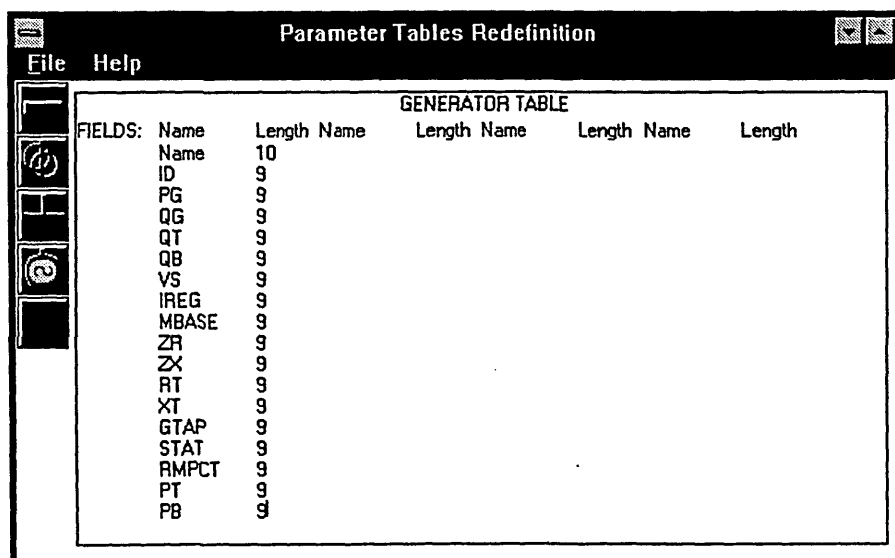 Parameter Tables Redefinition
File Help
GENERATOR TABLE
FIELDS: Name Length Name Length Name Length Name Length
Name 10
ID 9
PG 9
QG 9
QT 9
QB 9
VS 9
IREG 9
MBASE 9
ZR 9
ZX 9
RT 9
XT 9
GTAP 9
STAT 9
RMPCT 9
PT 9
PB 9